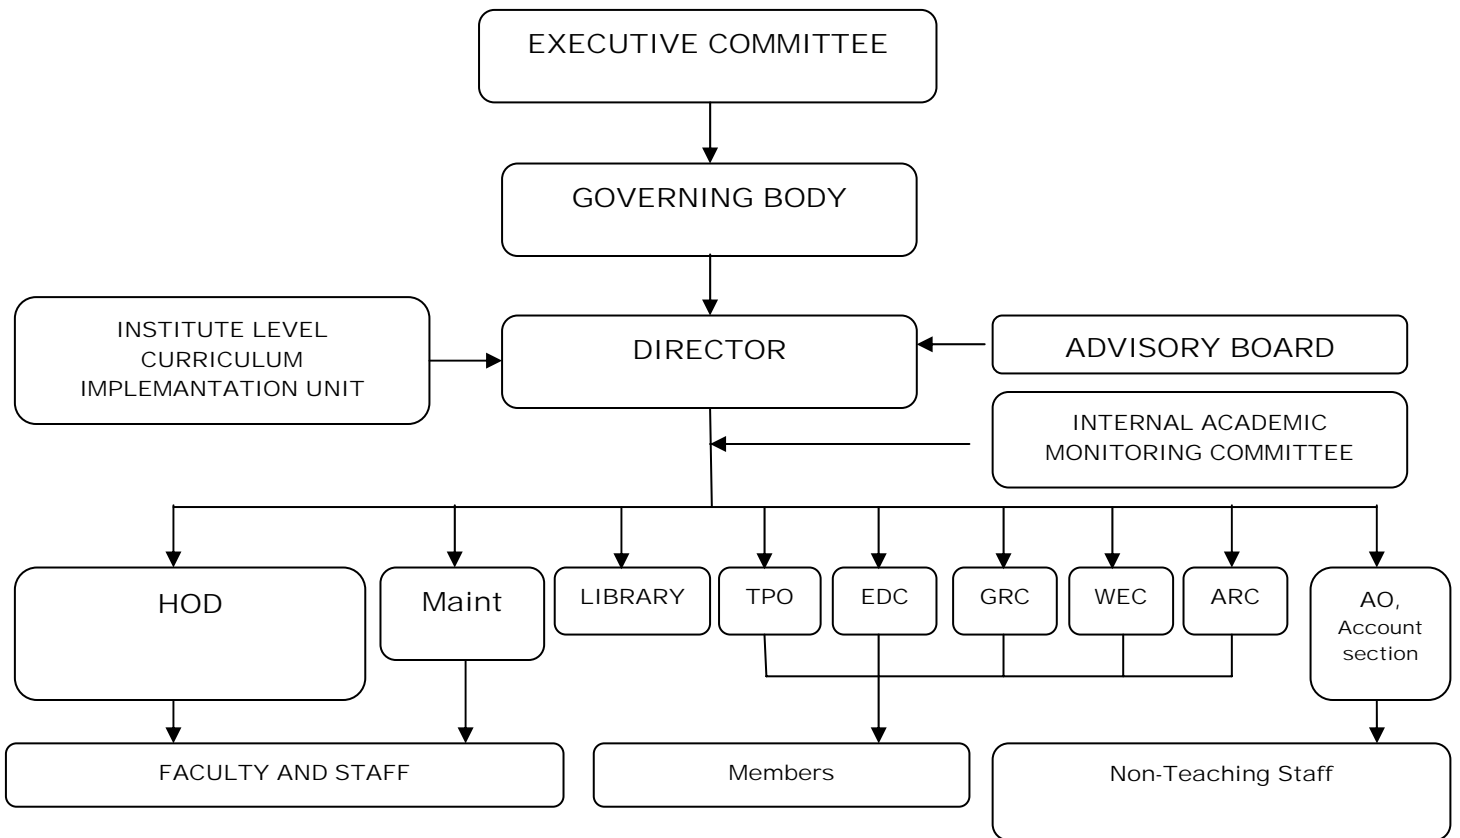 EXECUTIVE COMMITTEE
GOVERNING BODY
INSTITUTE LEVEL
CURRICULUM
IMPLEMANTATION UNIT
DIRECTOR
ADVISORY BOARD
INTERNAL ACADEMIC
MONITORING COMMITTEE
HOD
Maint
LIBRARY
TPO
EDC
GRC
WEC
ARC
AO,
Account
section
FACULTY AND STAFF
Members
Non-Teaching Staff